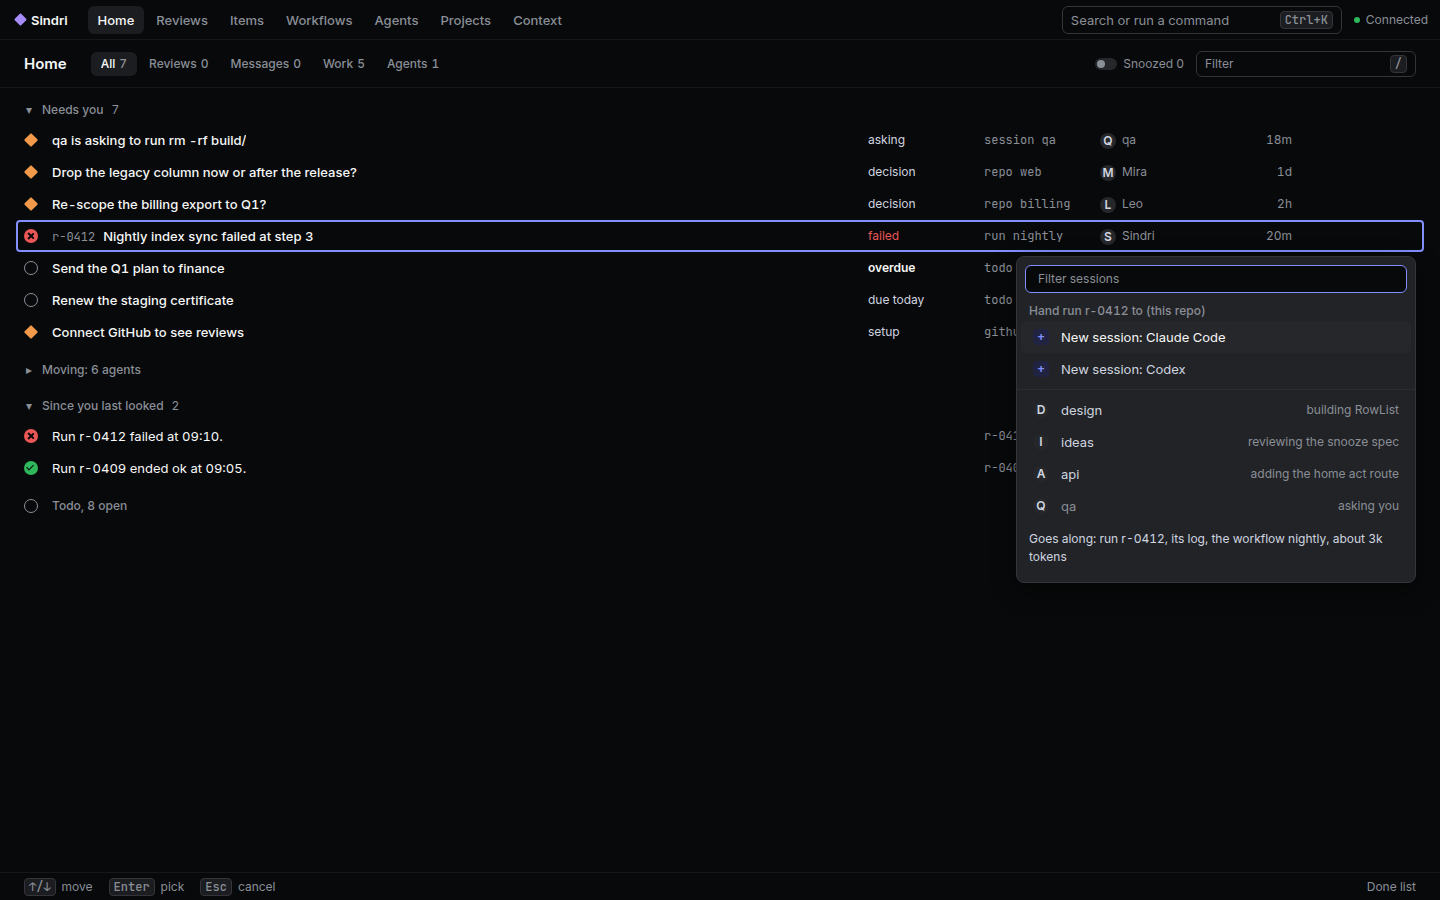 Sindri Home Reviews Items Workflows Agents Projects Context Search or run a command Ctrl+K Connected
Home All 7 Reviews 0 Messages 0 Work 5 Agents 1 Snoozed 0 Filter /
Needs you 7
qa is asking to run rm -rf build/ asking session qa Q qa 18m
Drop the legacy column now or after the release? decision repo web M Mira 1d
Re-scope the billing export to Q1? decision repo billing L Leo 2h
r-0412 Nightly index sync failed at step 3 failed run nightly S Sindri 20m
Send the Q1 plan to finance overdue todo
Renew the staging certificate due today todo
Connect GitHub to see reviews setup
Moving: 6 agents
Since you last looked 2
Run r-0412 failed at 09:10.
Run r-0409 ended ok at 09:05.
Todo, 8 open
Filter sessions
Hand run r-0412 to (this repo)
+ New session: Claude Code
+ New session: Codex
D design building RowList
I ideas reviewing the snooze spec
A api adding the home act route
Q qa asking you
Goes along: run r-0412, its log, the workflow nightly, about 3k
tokens
↑/↓ move Enter pick Esc cancel Done list